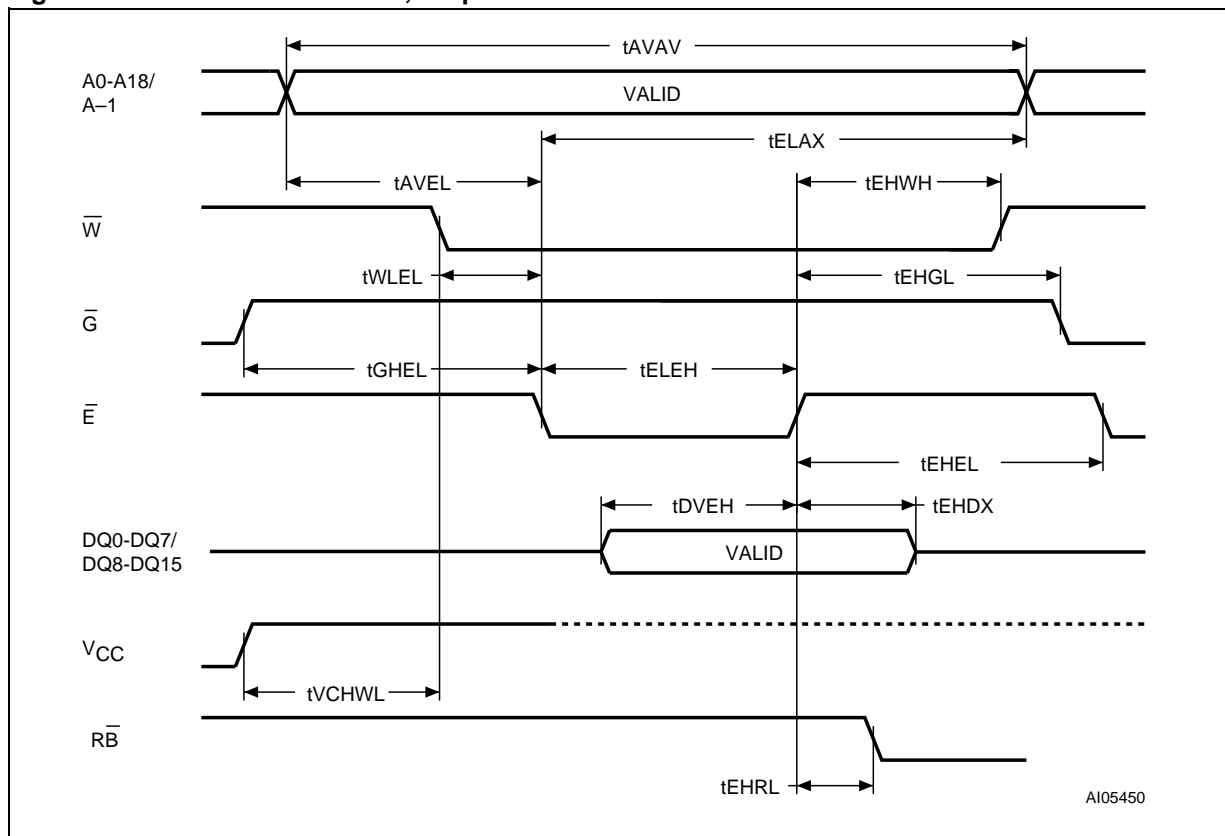 tAVAV
A0-A18/
A–1
VALID
tELAX
tAVEL
tEHWH
W̅
tWLEL
tEHGL
G̅
tGHEL
tELEH
E̅
tEHEL
tDVEH
tEHDX
DQ0-DQ7/
DQ8-DQ15
VALID
VCC
tVCHWL
RB̅
tEHRL
AI05450